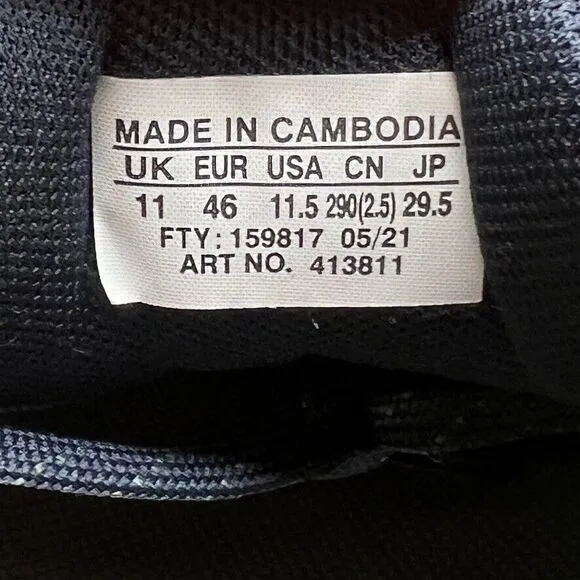 MADE IN CAMBODIA
UK EUR USA CN JP
11 46 11.5 290(2.5) 29.5
FTY: 159817 05/21
ART NO. 413811